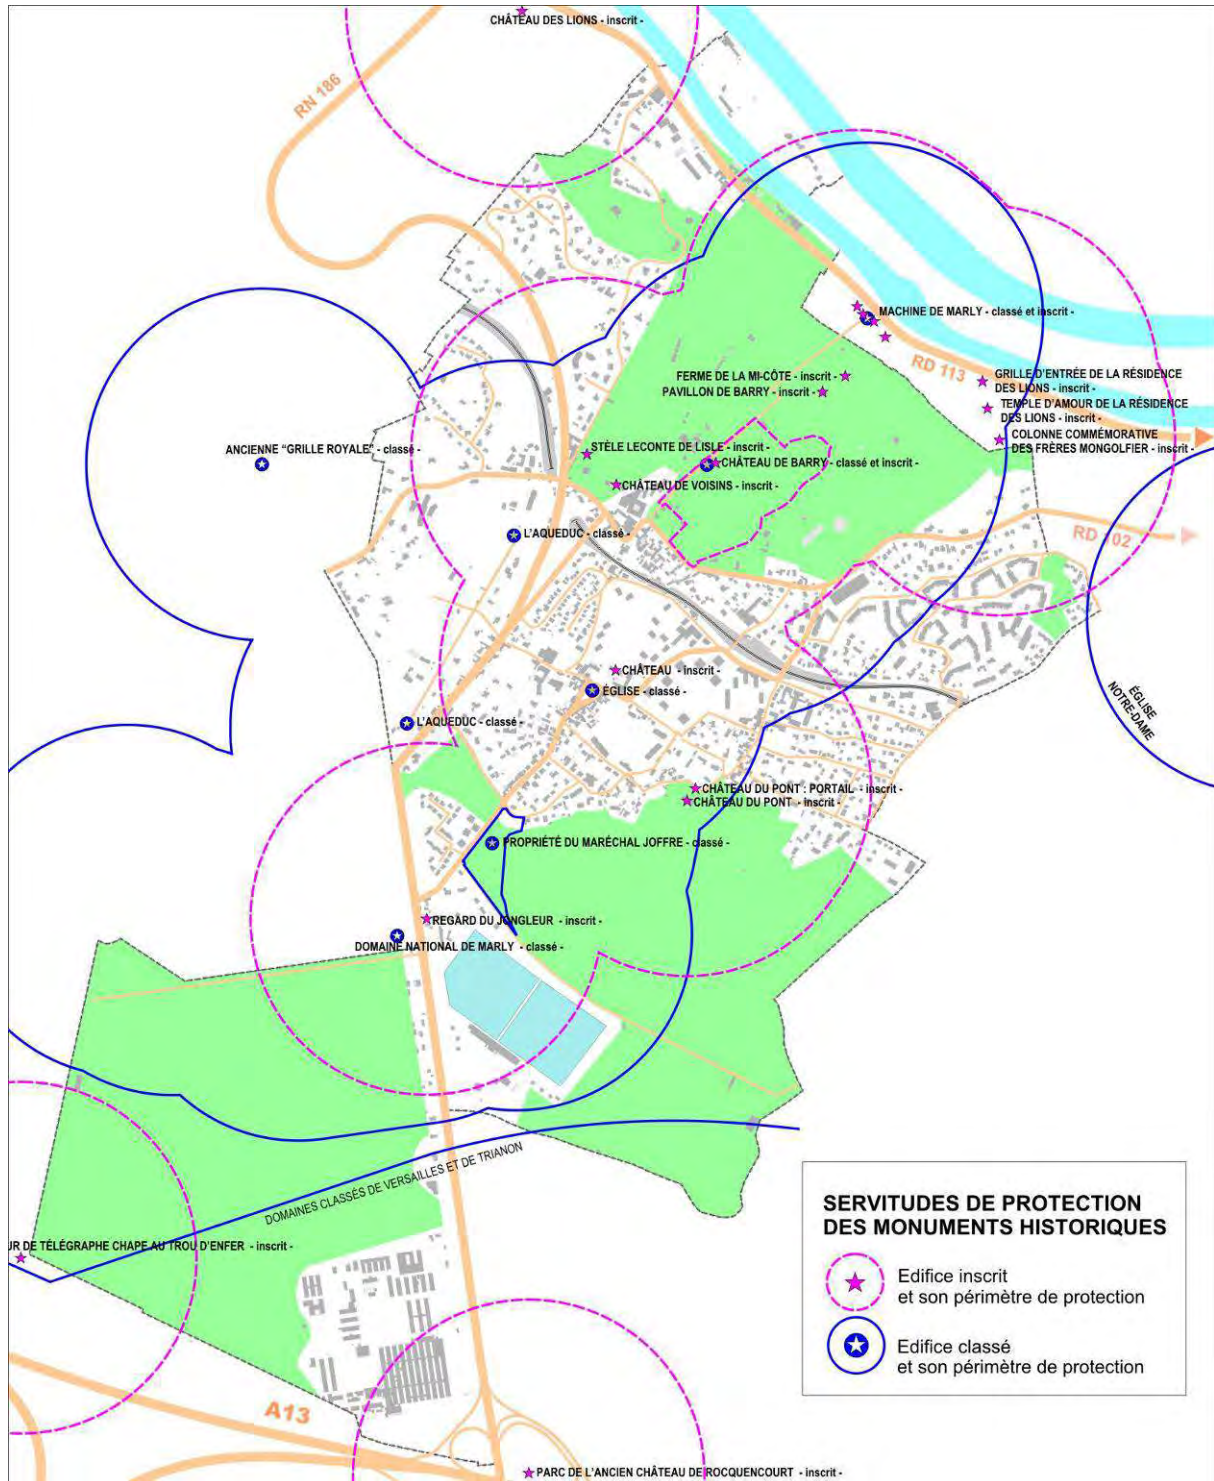 CHÂTEAU DES LIONS - inscrit -
RN 186
MACHINE DE MARLY - classé et inscrit -
RD 113
FERME DE LA MI-CÔTE - inscrit -
PAVILLON DE BARRY - inscrit -
GRILLE D'ENTRÉE DE LA RÉSIDENCE
DES LIONS - inscrit -
TEMPLE D'AMOUR DE LA RÉSIDENCE
DES LIONS - inscrit -
COLONNE COMMÉMORATIVE
DES FRÈRES MONGOLFIER - inscrit -
ANCIENNE "GRILLE ROYALE" - classé -
STÈLE LECONTE DE LISLE - inscrit -
CHÂTEAU DE BARRY - classé et inscrit -
CHÂTEAU DE VOISINS - inscrit -
L'AQUEDUC - classé -
RD 102
CHÂTEAU - inscrit -
ÉGLISE - classé -
ÉGLISE
NOTRE-DAME
L'AQUEDUC - classé -
CHÂTEAU DU PONT : PORTAIL - inscrit -
CHÂTEAU DU PONT - inscrit -
PROPRIÉTÉ DU MARÉCHAL JOFFRE - classé -
REGARD DU JONGLEUR - inscrit -
DOMAINE NATIONAL DE MARLY - classé -
DOMAINES CLASSÉS DE VERSAILLES ET DE TRIANON
UR DE TÉLÉGRAPHE CHAPE AU TROU D'ENFER - inscrit -
SERVITUDES DE PROTECTION
DES MONUMENTS HISTORIQUES
Edifice inscrit
et son périmètre de protection
Edifice classé
et son périmètre de protection
A13
PARC DE L'ANCIEN CHÂTEAU DE ROCQUENCOURT - inscrit -